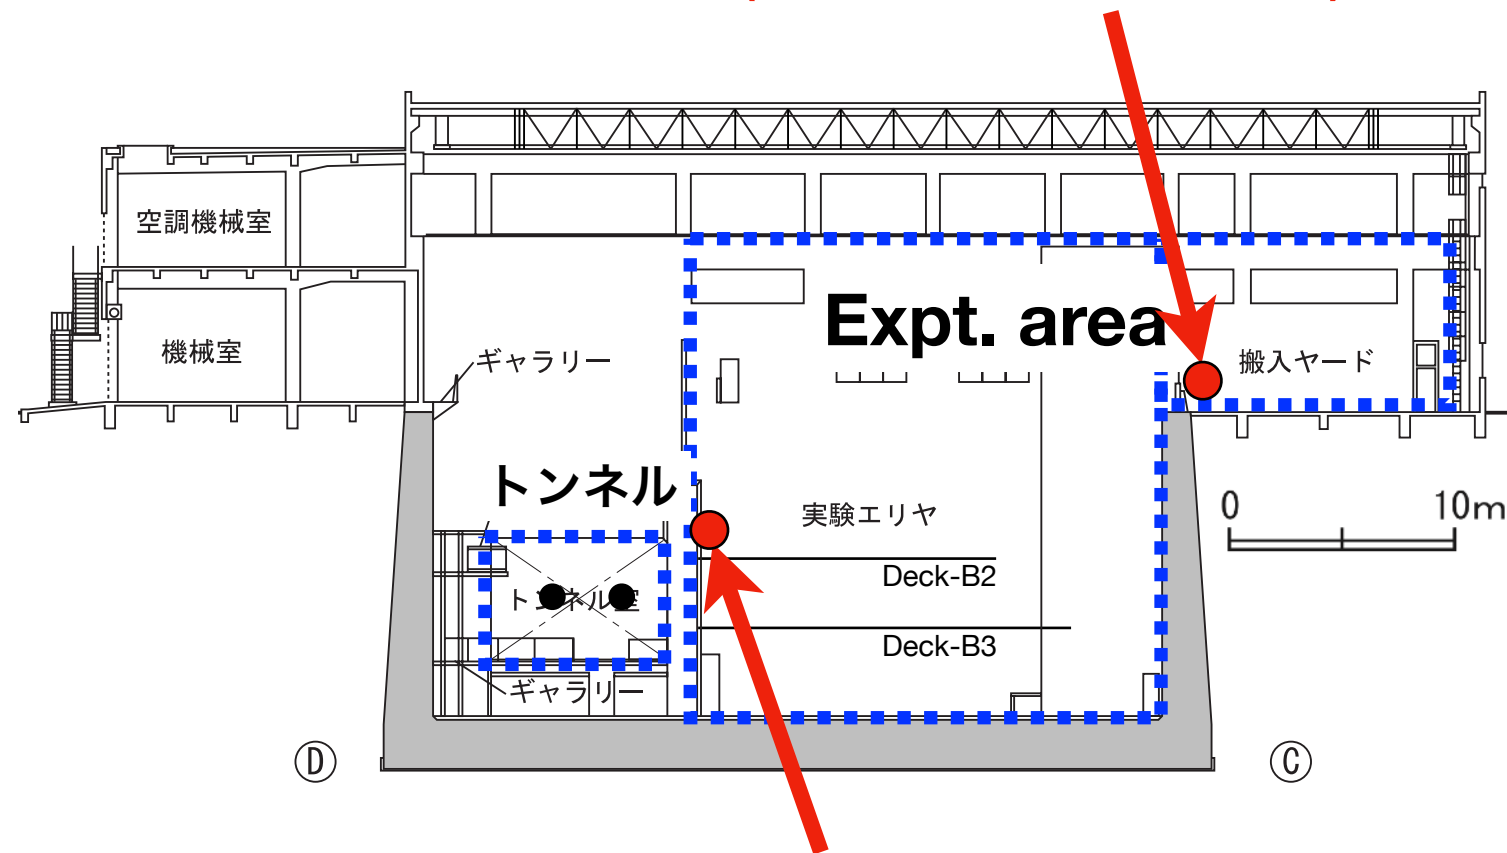 空調機械室
機械室
ギャラリー
Expt. area
搬入ヤード
トンネル
実験エリヤ
0 10m
Deck-B2
トンネル室
Deck-B3
ギャラリー
Ⓓ
Ⓒ